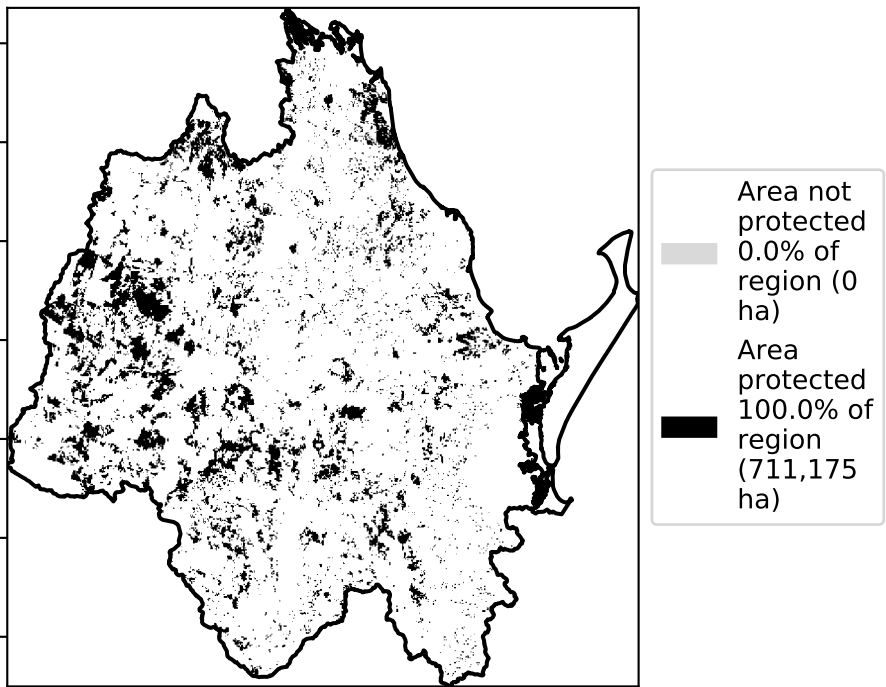 Area not
protected
0.0% of
region (0
ha)
Area
protected
100.0% of
region
(711,175
ha)